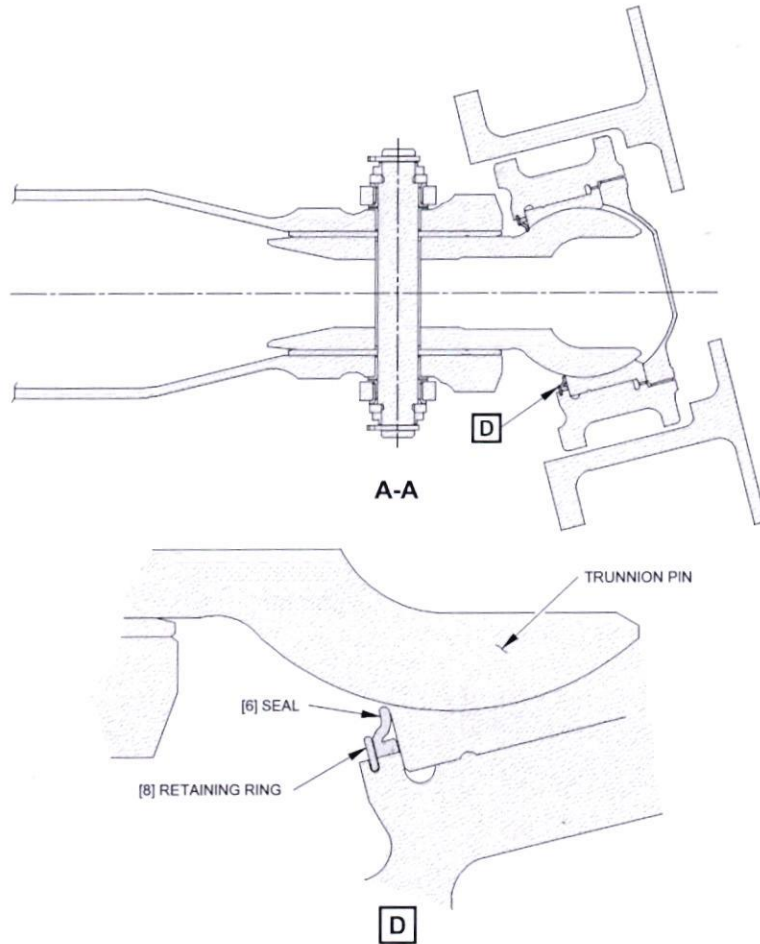 D
A-A
TRUNNION PIN
[6] SEAL
[8] RETAINING RING
D